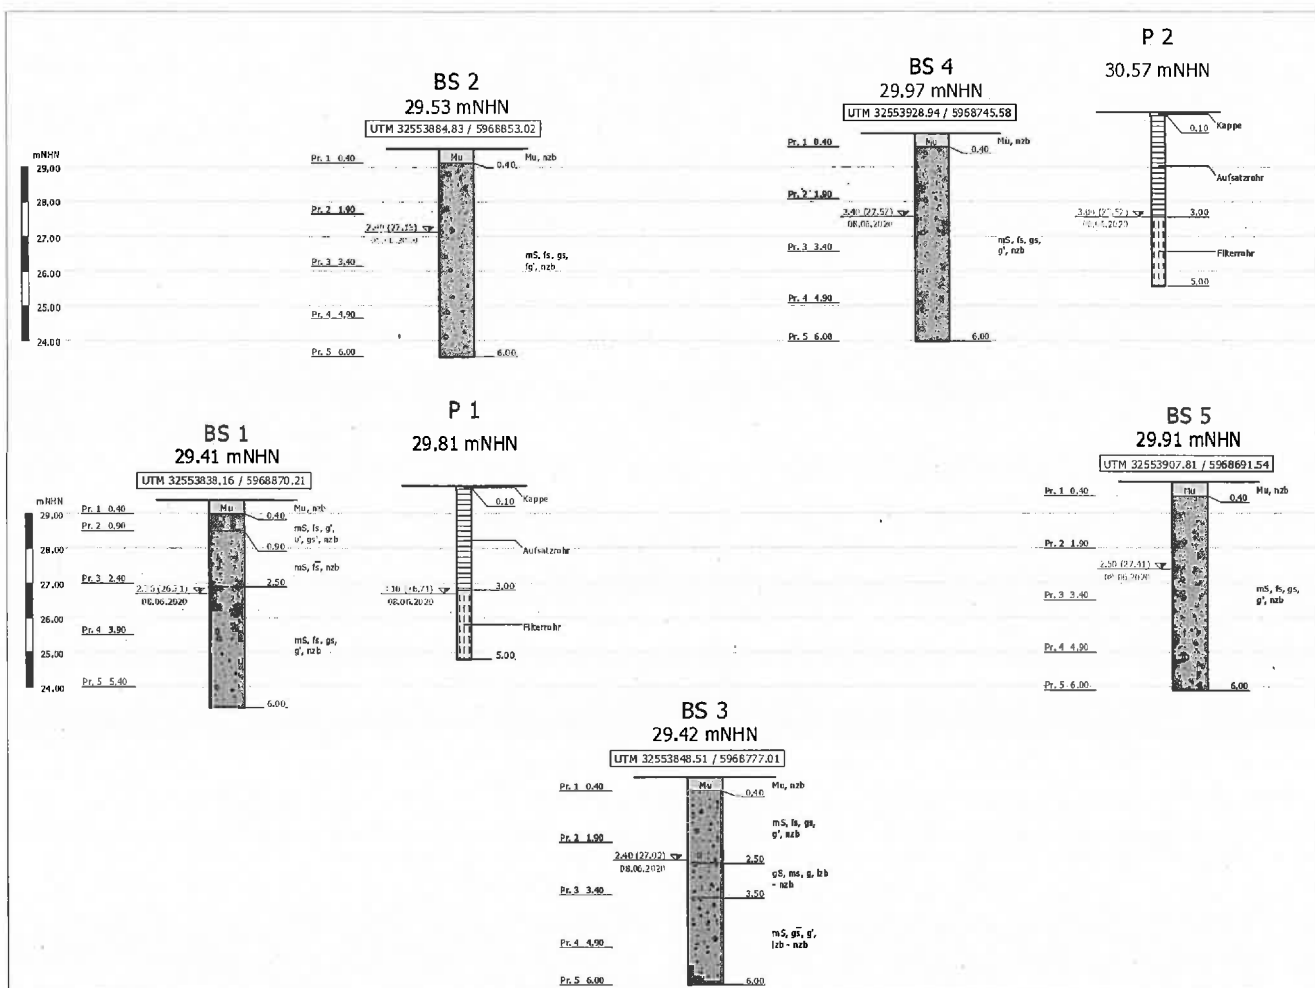 BS 2
29.53 mNHN
UTM 32553884.83 / 5968853.02
mNHN
29.00
28.00
27.00
26.00
25.00
24.00
Pr. 1 0.40
Pr. 2 1.90
Pr. 3 3.40
Pr. 4 4.90
Pr. 5 6.00
Mu
0.40
Mu, nzb
mS, fs, gs,
fg', nzb
6.00
BS 4
29.97 mNHN
UTM 32553928.94 / 5968745.58
Pr. 1 0.40
Pr. 2 1.90
08.06.2020
Pr. 3 3.40
Pr. 4 4.90
Pr. 5 6.00
Mu
0.40
Mu, nzb
mS, fs, gs,
g', nzb
6.00
P 2
30.57 mNHN
0.10
Kappe
Aufsatzrohr
3.00
Filterrohr
5.00
BS 1
29.41 mNHN
UTM 32553838.16 / 5968870.21
mNHN
29.00
28.00
27.00
26.00
25.00
24.00
Pr. 1 0.40
Pr. 2 0.90
Pr. 3 2.40
08.06.2020
Pr. 4 3.90
Pr. 5 5.40
Mu
0.40
Mu, nzb
mS, fs, g',
u', gs', nzb
0.90
mS, fs̅, nzb
2.50
mS, fs, gs,
g', nzb
6.00
P 1
29.81 mNHN
0.10
Kappe
Aufsatzrohr
3.00
08.06.2020
Filterrohr
5.00
BS 5
29.91 mNHN
UTM 32553907.81 / 5968691.54
Pr. 1 0.40
Pr. 2 1.90
2.50 (27.41)
08.06.2020
Pr. 3 3.40
Pr. 4 4.90
Pr. 5 6.00
Mu
0.40
Mu, nzb
mS, fs, gs,
g', nzb
6.00
BS 3
29.42 mNHN
UTM 32553848.51 / 5968777.01
Pr. 1 0.40
Pr. 2 1.90
2.40 (27.02)
08.06.2020
Pr. 3 3.40
Pr. 4 4.90
Pr. 5 6.00
Mu
0.40
Mu, nzb
mS, fs, gs,
g', nzb
2.50
gS, ms, g, lzb
- nzb
3.50
mS, gs̅, g',
lzb - nzb
6.00